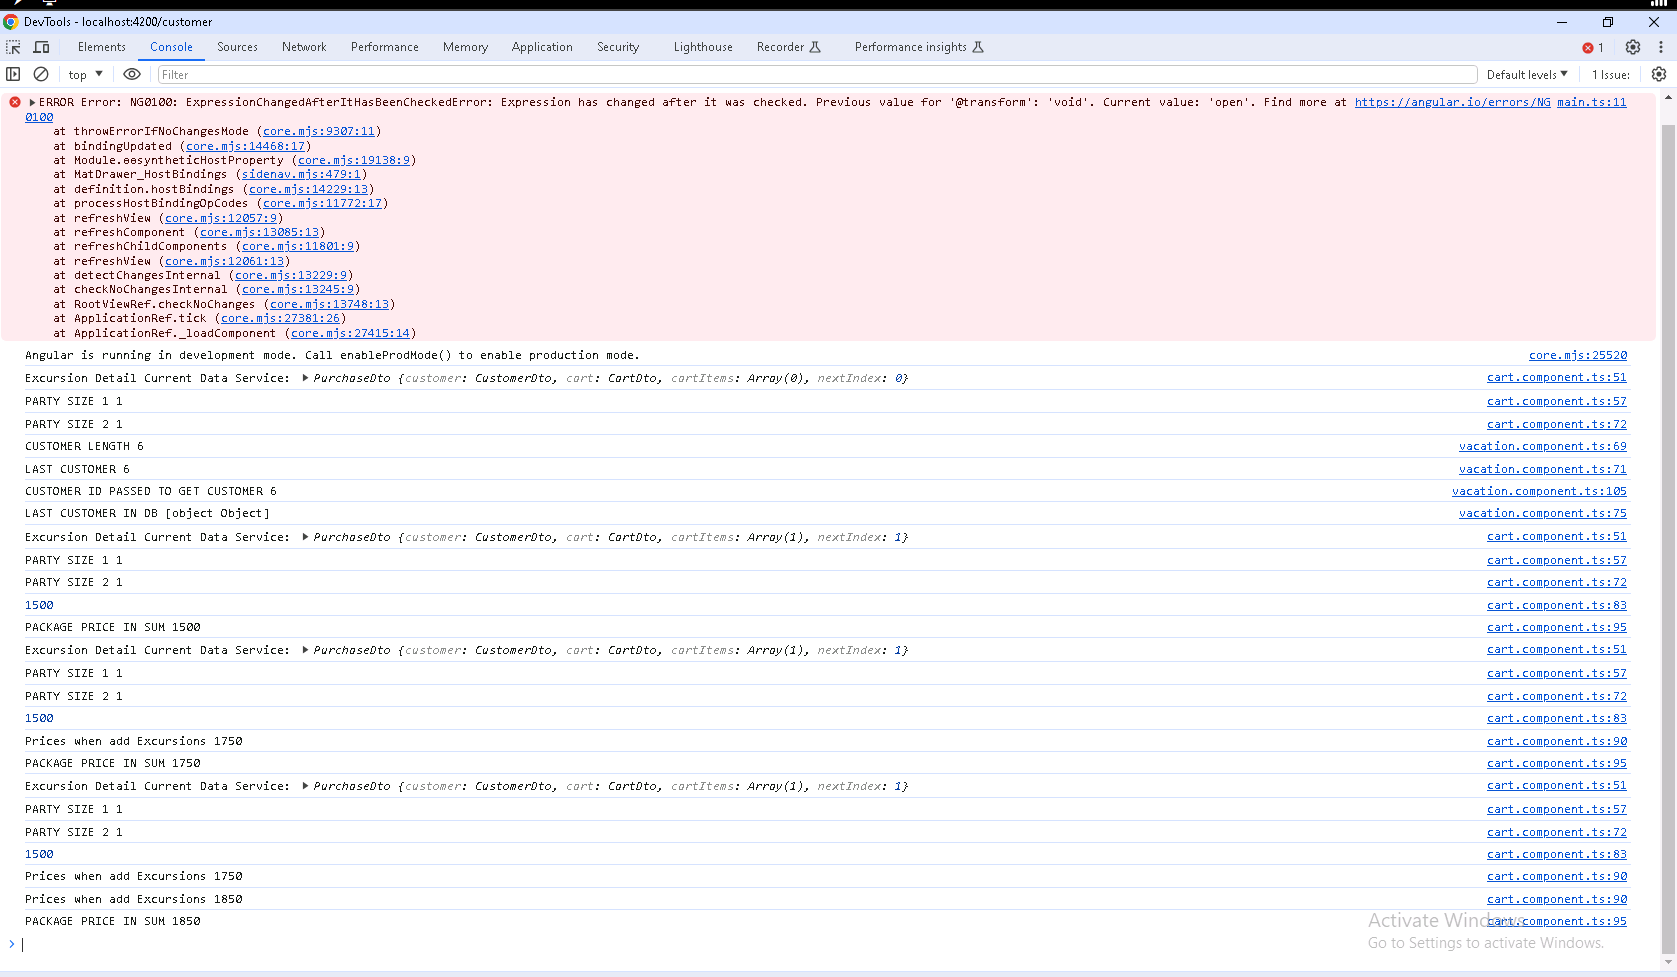 DevTools - localhost:4200/customer
Elements Console Sources Network Performance Memory Application Security Lighthouse Recorder Performance insights 1
top Filter Default levels 1 Issue:
ERROR Error: NG0100: ExpressionChangedAfterItHasBeenCheckedError: Expression has changed after it was checked. Previous value for '@transform': 'void'. Current value: 'open'. Find more at https://angular.io/errors/NG main.ts:11
0100
at throwErrorIfNoChangesMode (core.mjs:9307:11)
at bindingUpdated (core.mjs:14468:17)
at Module.ɵɵsyntheticHostProperty (core.mjs:19138:9)
at MatDrawer_HostBindings (sidenav.mjs:479:1)
at definition.hostBindings (core.mjs:14229:13)
at processHostBindingOpCodes (core.mjs:11772:17)
at refreshView (core.mjs:12057:9)
at refreshComponent (core.mjs:13085:13)
at refreshChildComponents (core.mjs:11801:9)
at refreshView (core.mjs:12061:13)
at detectChangesInternal (core.mjs:13229:9)
at checkNoChangesInternal (core.mjs:13245:9)
at RootViewRef.checkNoChanges (core.mjs:13748:13)
at ApplicationRef.tick (core.mjs:27381:26)
at ApplicationRef._loadComponent (core.mjs:27415:14)
Angular is running in development mode. Call enableProdMode() to enable production mode. core.mjs:25520
Excursion Detail Current Data Service: PurchaseDto {customer: CustomerDto, cart: CartDto, cartItems: Array(0), nextIndex: 0} cart.component.ts:51
PARTY SIZE 1 1 cart.component.ts:57
PARTY SIZE 2 1 cart.component.ts:72
CUSTOMER LENGTH 6 vacation.component.ts:69
LAST CUSTOMER 6 vacation.component.ts:71
CUSTOMER ID PASSED TO GET CUSTOMER 6 vacation.component.ts:105
LAST CUSTOMER IN DB [object Object] vacation.component.ts:75
Excursion Detail Current Data Service: PurchaseDto {customer: CustomerDto, cart: CartDto, cartItems: Array(1), nextIndex: 1} cart.component.ts:51
PARTY SIZE 1 1 cart.component.ts:57
PARTY SIZE 2 1 cart.component.ts:72
1500 cart.component.ts:83
PACKAGE PRICE IN SUM 1500 cart.component.ts:95
Excursion Detail Current Data Service: PurchaseDto {customer: CustomerDto, cart: CartDto, cartItems: Array(1), nextIndex: 1} cart.component.ts:51
PARTY SIZE 1 1 cart.component.ts:57
PARTY SIZE 2 1 cart.component.ts:72
1500 cart.component.ts:83
Prices when add Excursions 1750 cart.component.ts:90
PACKAGE PRICE IN SUM 1750 cart.component.ts:95
Excursion Detail Current Data Service: PurchaseDto {customer: CustomerDto, cart: CartDto, cartItems: Array(1), nextIndex: 1} cart.component.ts:51
PARTY SIZE 1 1 cart.component.ts:57
PARTY SIZE 2 1 cart.component.ts:72
1500 cart.component.ts:83
Prices when add Excursions 1750 cart.component.ts:90
Prices when add Excursions 1850 cart.component.ts:90
PACKAGE PRICE IN SUM 1850 cart.component.ts:95
Activate Windows
Go to Settings to activate Windows.